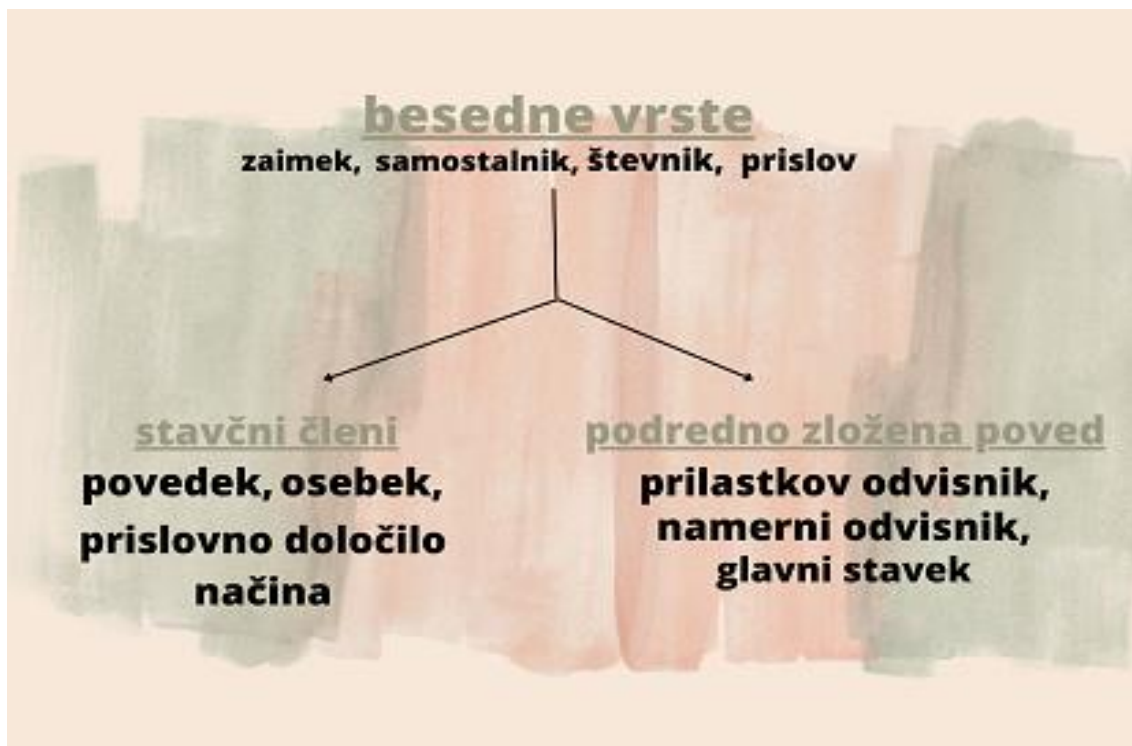 besedne vrste
zaimek, samostalnik, števnik, prislov
stavčni členi
povedek, osebek,
prislovno določilo
načina
podredno zložena poved
prilastkov odvisnik,
namerni odvisnik,
glavni stavek